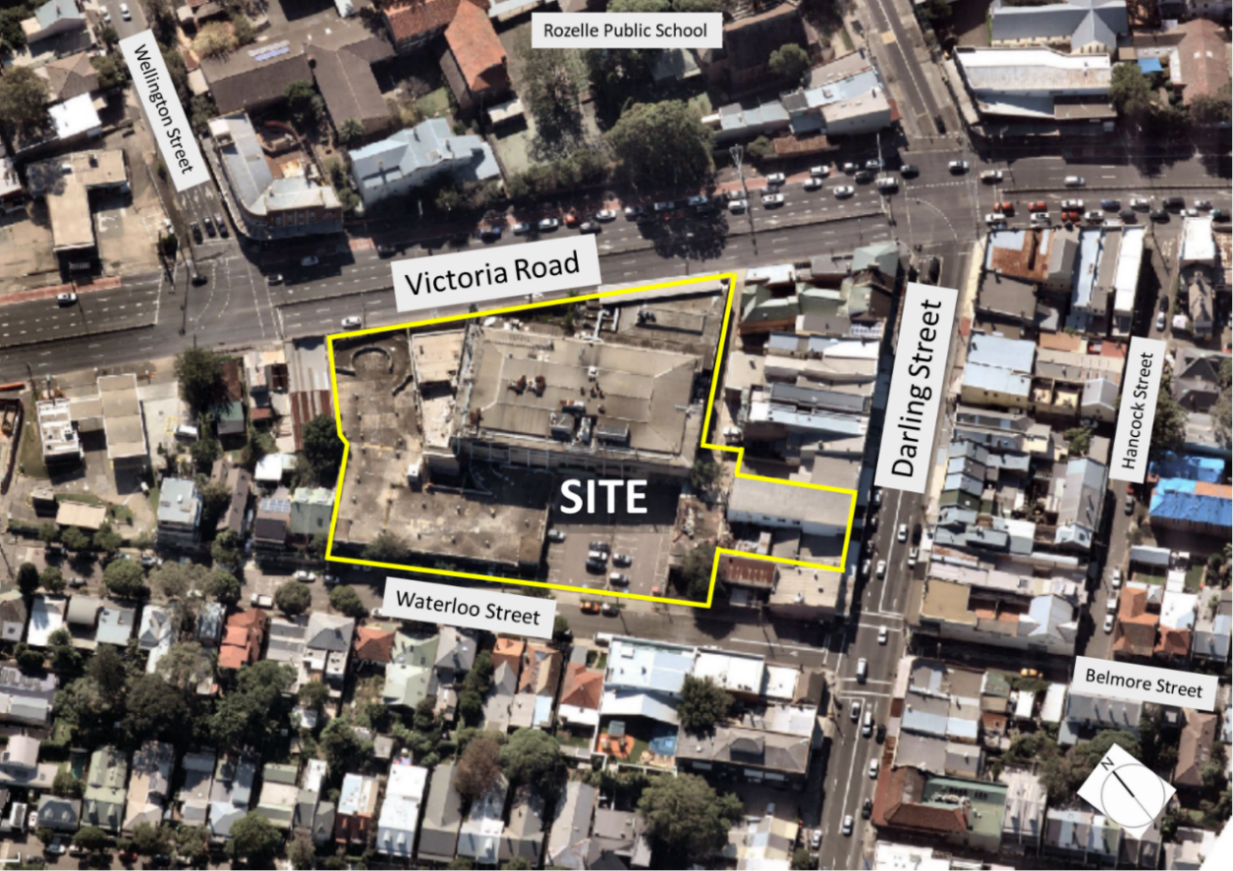 Rozelle Public School
Wellington Street
Victoria Road
Darling Street
Hancock Street
SITE
Waterloo Street
Belmore Street
N